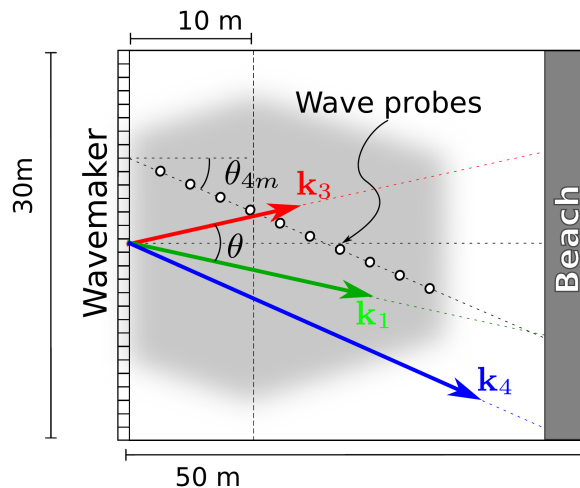 10 m
Wave probes
θ4m
k3
30m
Wavemaker
θ
Beach
k1
k4
50 m